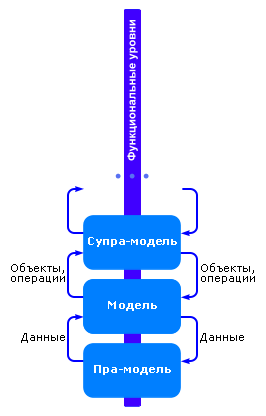 Функциональные уровни
Супра-модель
Объекты,
операции
Объекты,
операции
Модель
Данные
Данные
Пра-модель